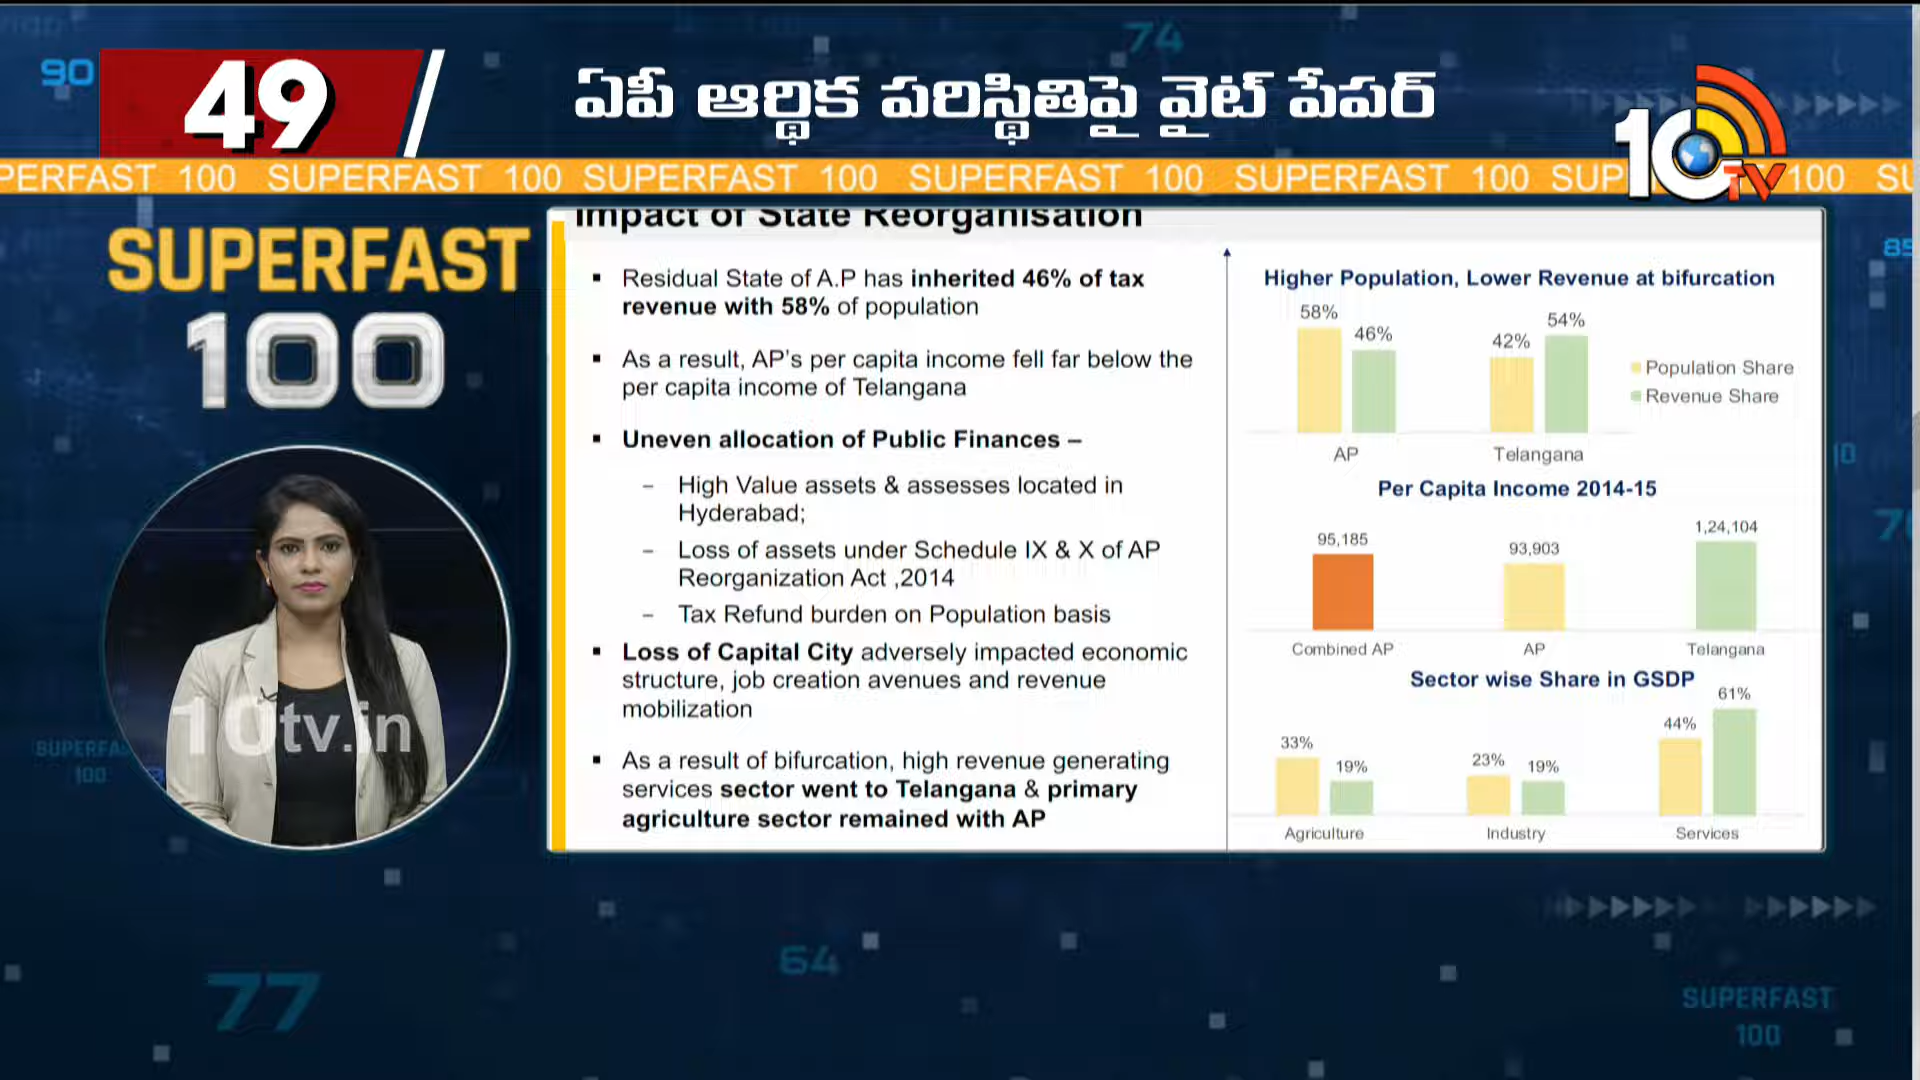 90
74
49
ఏపీ ఆర్థిక పరిస్థితిపై వైట్ పేపర్
10TV
PERFAST 100 SUPERFAST 100 SUPERFAST 100 SUPERFAST 100 SUPERFAST 100 SUP 100 SU
SUPERFAST
100
85
Impact of State Reorganisation
▪ Residual State of A.P has inherited 46% of tax
revenue with 58% of population
▪ As a result, AP's per capita income fell far below the
per capita income of Telangana
▪ Uneven allocation of Public Finances –
– High Value assets & assesses located in
Hyderabad;
– Loss of assets under Schedule IX & X of AP
Reorganization Act ,2014
– Tax Refund burden on Population basis
▪ Loss of Capital City adversely impacted economic
structure, job creation avenues and revenue
mobilization
▪ As a result of bifurcation, high revenue generating
services sector went to Telangana & primary
agriculture sector remained with AP
Higher Population, Lower Revenue at bifurcation
58% 46% 42% 54%
Population Share
Revenue Share
AP Telangana
Per Capita Income 2014-15
95,185 93,903 1,24,104
Combined AP AP Telangana
Sector wise Share in GSDP
33% 19% 23% 19% 44% 61%
Agriculture Industry Services
10tv.in
SUPERFA
100
77
64
SUPERFAST
100